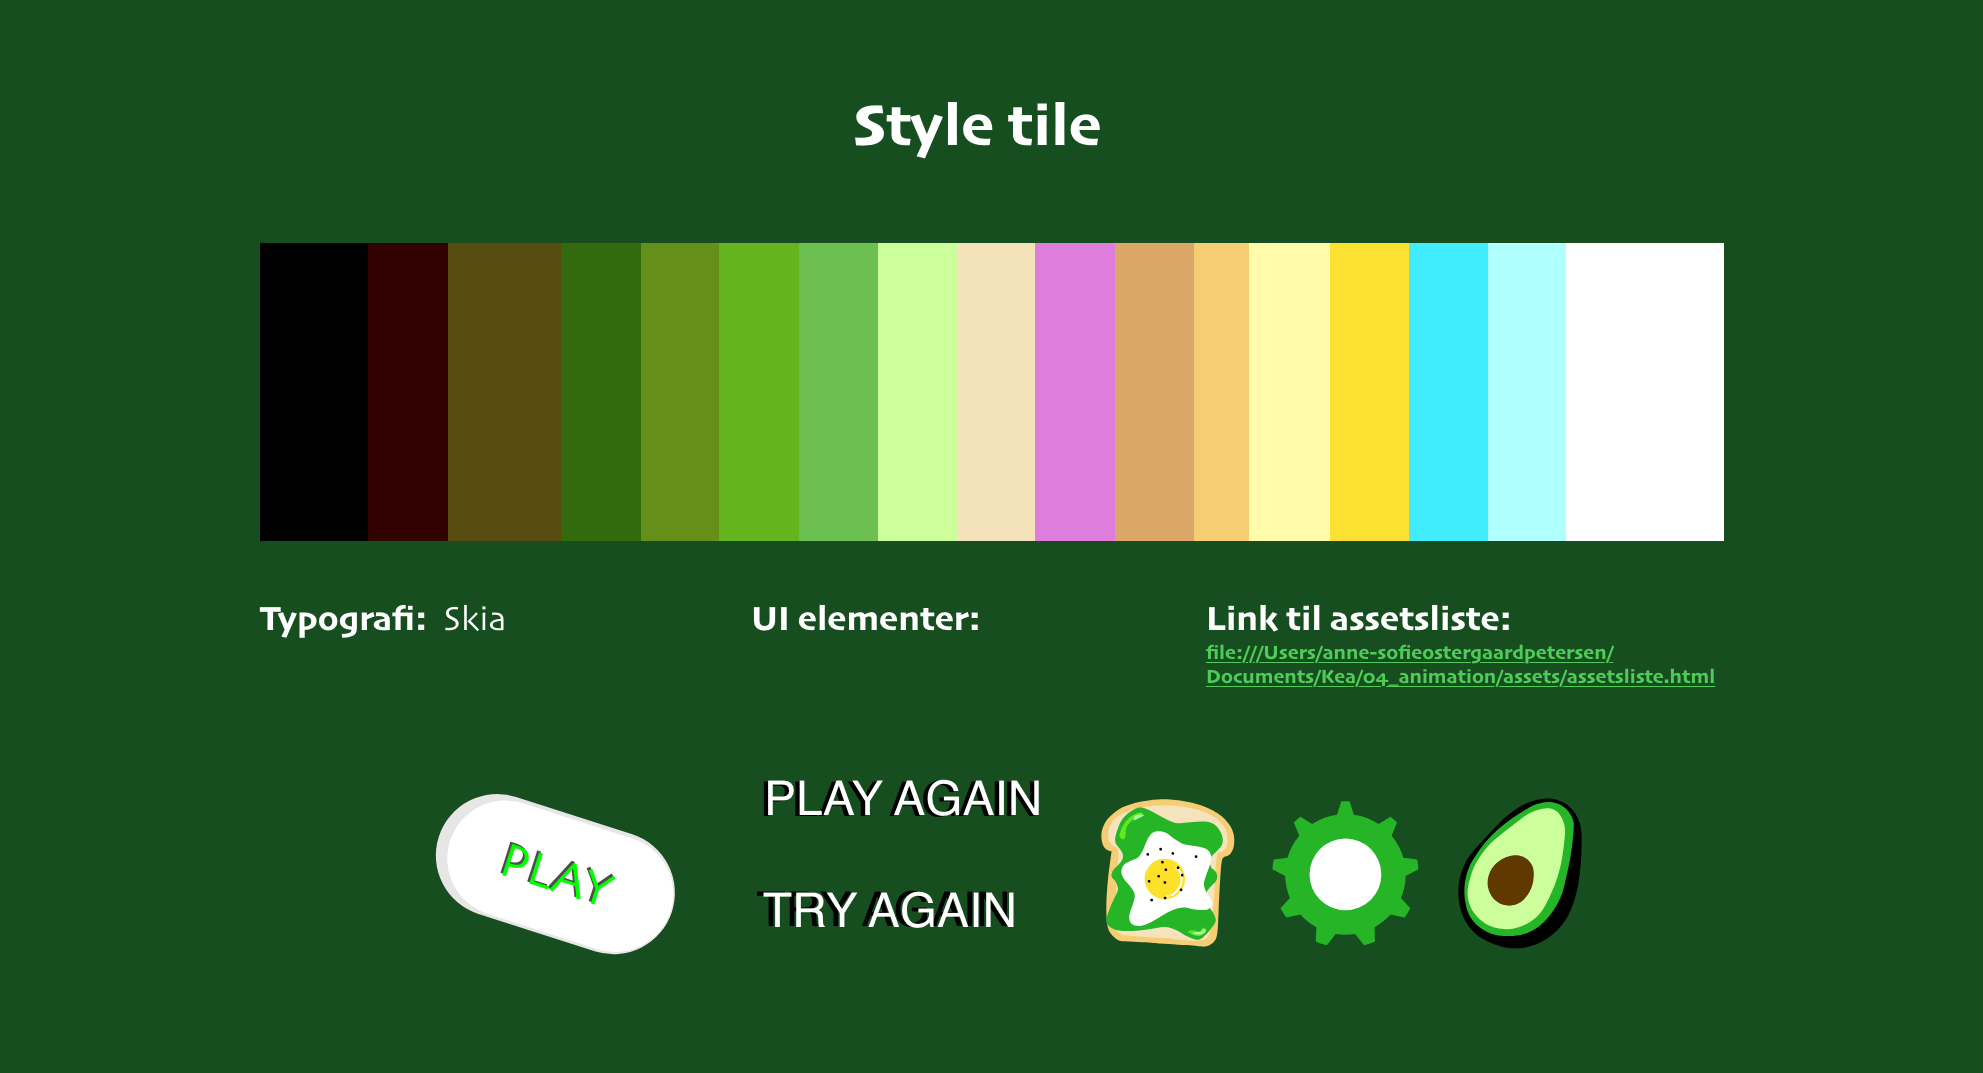 Style tile
Typografi: Skia
UI elementer:
Link til assetsliste:
file:///Users/anne-sofieostergaardpetersen/
Documents/Kea/04_animation/assets/assetsliste.html
PLAY
PLAY AGAIN
TRY AGAIN